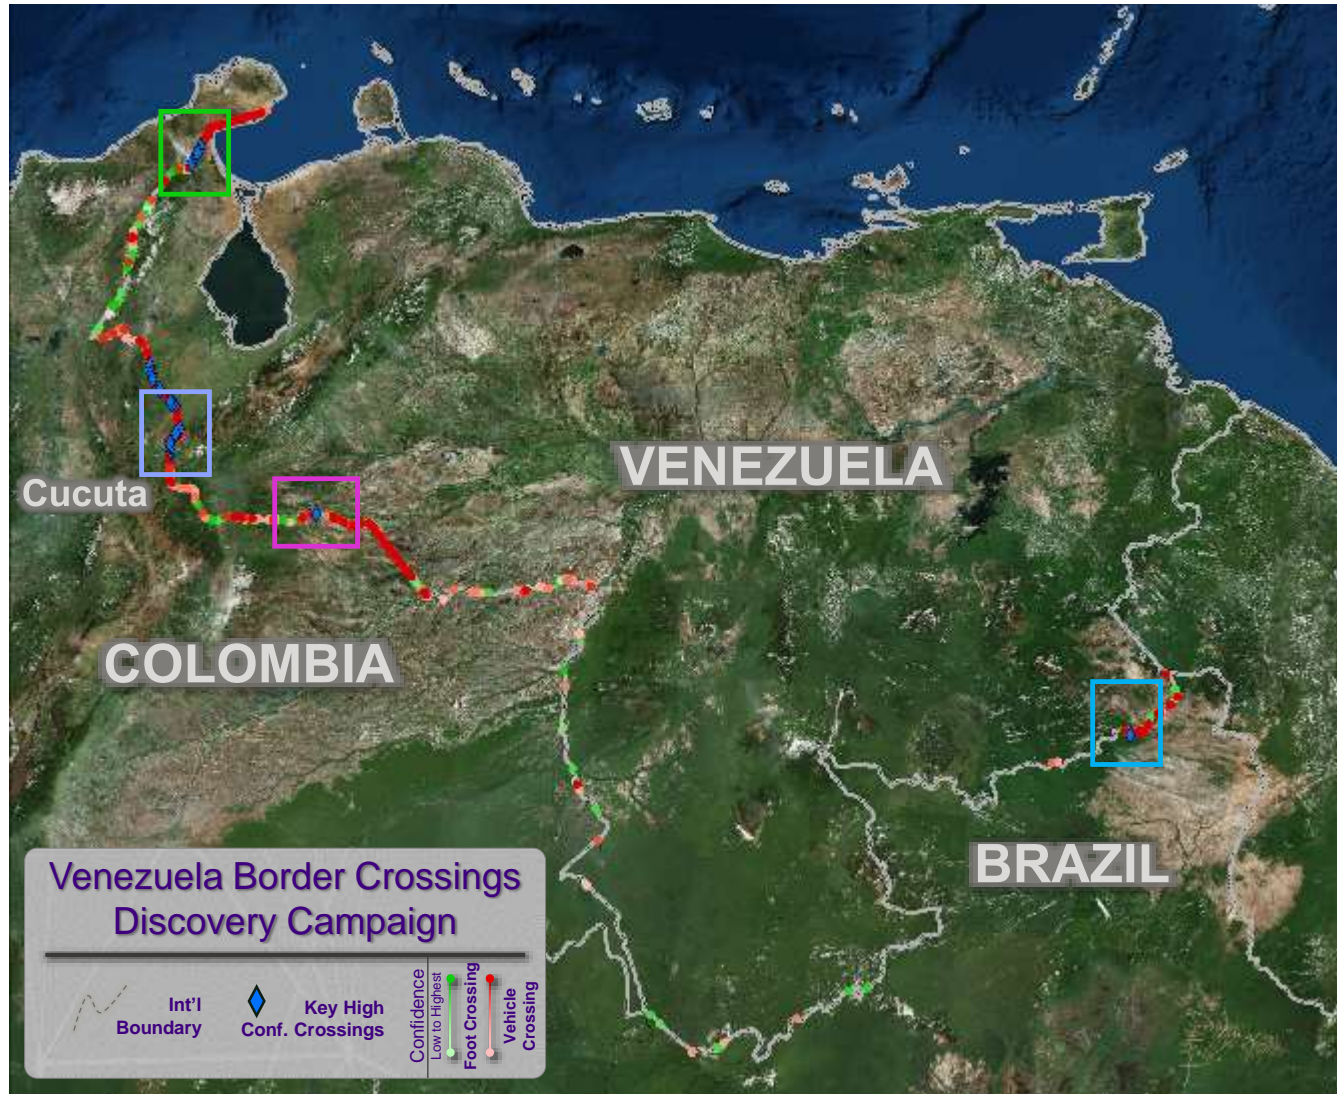 VENEZUELA
Cucuta
COLOMBIA
BRAZIL
Venezuela Border Crossings
Discovery Campaign
Int'l
Boundary
Key High
Conf. Crossings
Confidence
Low to Highest
Foot Crossing
Vehicle
Crossing